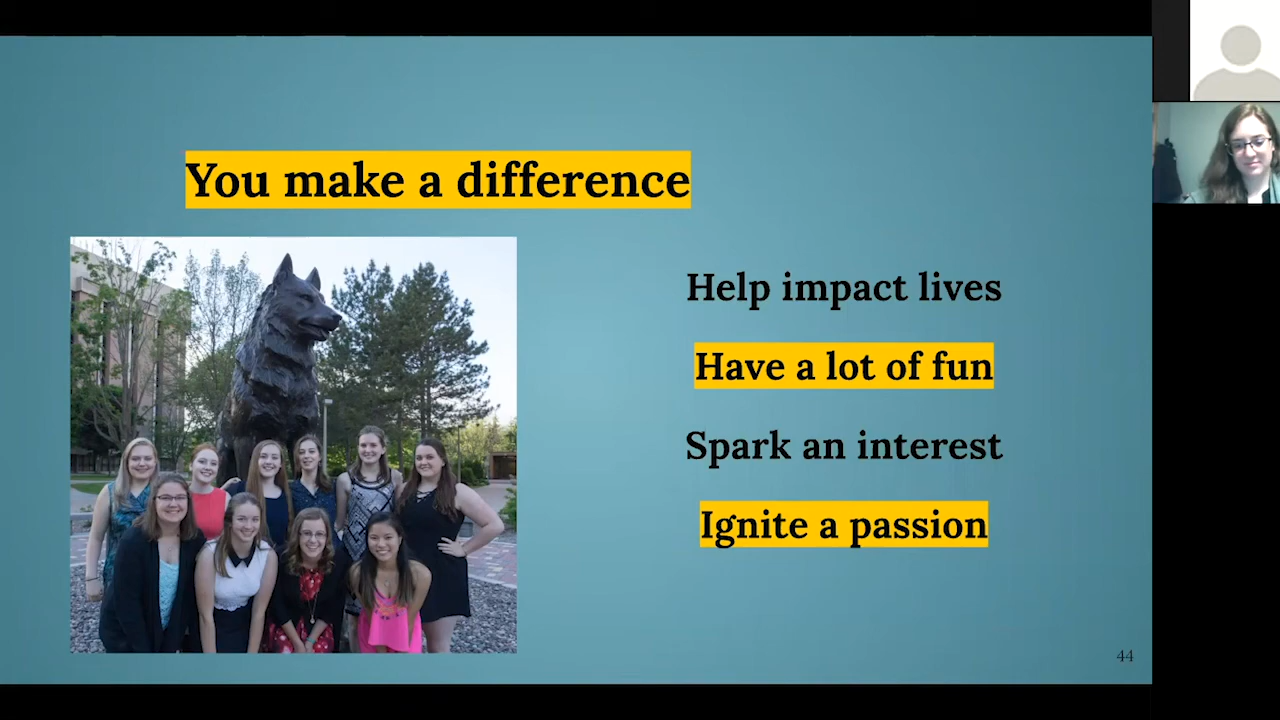 You make a difference
Help impact lives
Have a lot of fun
Spark an interest
Ignite a passion
44